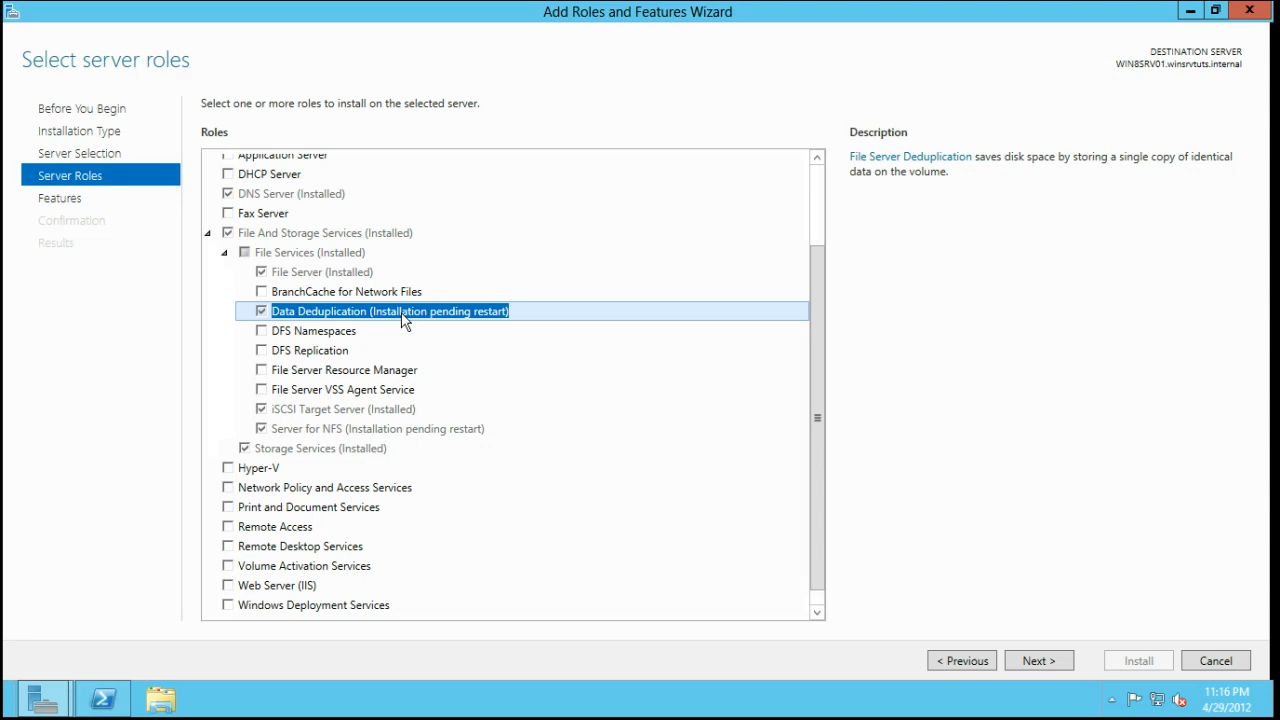 Add Roles and Features Wizard
Select server roles
DESTINATION SERVER
WIN8SRV01.winsrvtuts.internal
Before You Begin
Installation Type
Server Selection
Server Roles
Features
Confirmation
Results
Select one or more roles to install on the selected server.
Roles
Application Server
DHCP Server
DNS Server (Installed)
Fax Server
File And Storage Services (Installed)
File Services (Installed)
File Server (Installed)
BranchCache for Network Files
Data Deduplication (Installation pending restart)
DFS Namespaces
DFS Replication
File Server Resource Manager
File Server VSS Agent Service
iSCSI Target Server (Installed)
Server for NFS (Installation pending restart)
Storage Services (Installed)
Hyper-V
Network Policy and Access Services
Print and Document Services
Remote Access
Remote Desktop Services
Volume Activation Services
Web Server (IIS)
Windows Deployment Services
Description
File Server Deduplication saves disk space by storing a single copy of identical
data on the volume.
< Previous
Next >
Install
Cancel
11:16 PM
4/29/2012